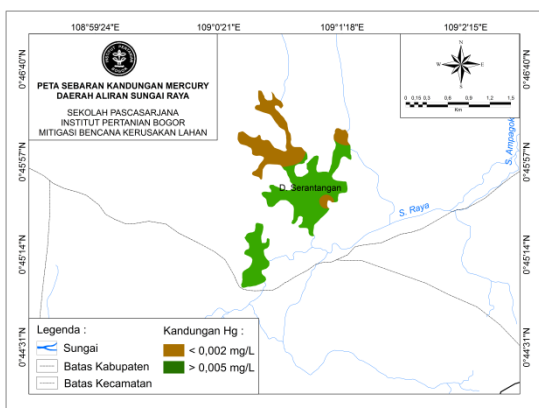 108°59'24"E 109°0'21"E 109°1'18"E 109°2'15"E
0°46'40"N 0°45'57"N 0°45'14"N 0°44'31"N
INSTITUT PERTANIAN
BOGOR
PETA SEBARAN KANDUNGAN MERCURY
DAERAH ALIRAN SUNGAI RAYA
SEKOLAH PASCASARJANA
INSTITUT PERTANIAN BOGOR
MITIGASI BENCANA KERUSAKAN LAHAN
N
W E
S
0 0,15 0,3 0,6 0,9 1,2 1,5
Km
S. Ampagok
D. Serantangan
S. Raya
Legenda :
Sungai
Batas Kabupaten
Batas Kecamatan
Kandungan Hg :
< 0,002 mg/L
> 0,005 mg/L
0°46'40"N 0°45'57"N 0°45'14"N 0°44'31"N